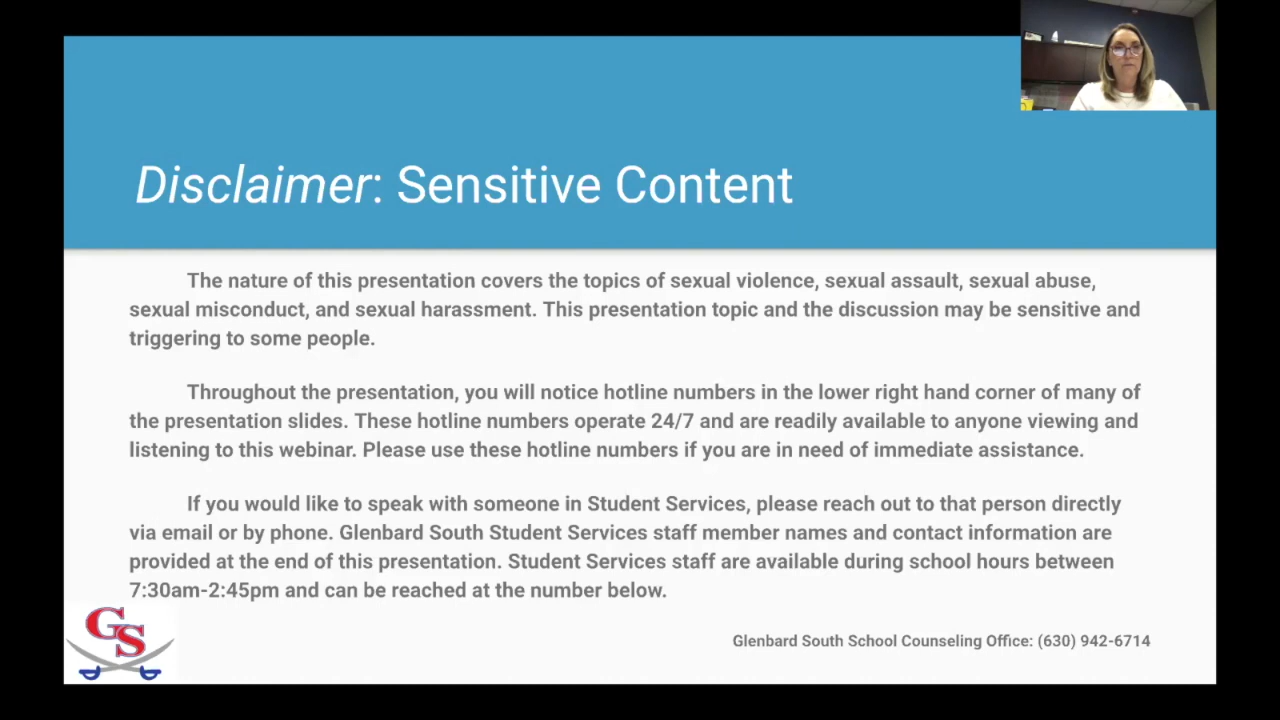 Disclaimer: Sensitive Content
The nature of this presentation covers the topics of sexual violence, sexual assault, sexual abuse,
sexual misconduct, and sexual harassment. This presentation topic and the discussion may be sensitive and
triggering to some people.
Throughout the presentation, you will notice hotline numbers in the lower right hand corner of many of
the presentation slides. These hotline numbers operate 24/7 and are readily available to anyone viewing and
listening to this webinar. Please use these hotline numbers if you are in need of immediate assistance.
If you would like to speak with someone in Student Services, please reach out to that person directly
via email or by phone. Glenbard South Student Services staff member names and contact information are
provided at the end of this presentation. Student Services staff are available during school hours between
7:30am-2:45pm and can be reached at the number below.
GS
Glenbard South School Counseling Office: (630) 942-6714